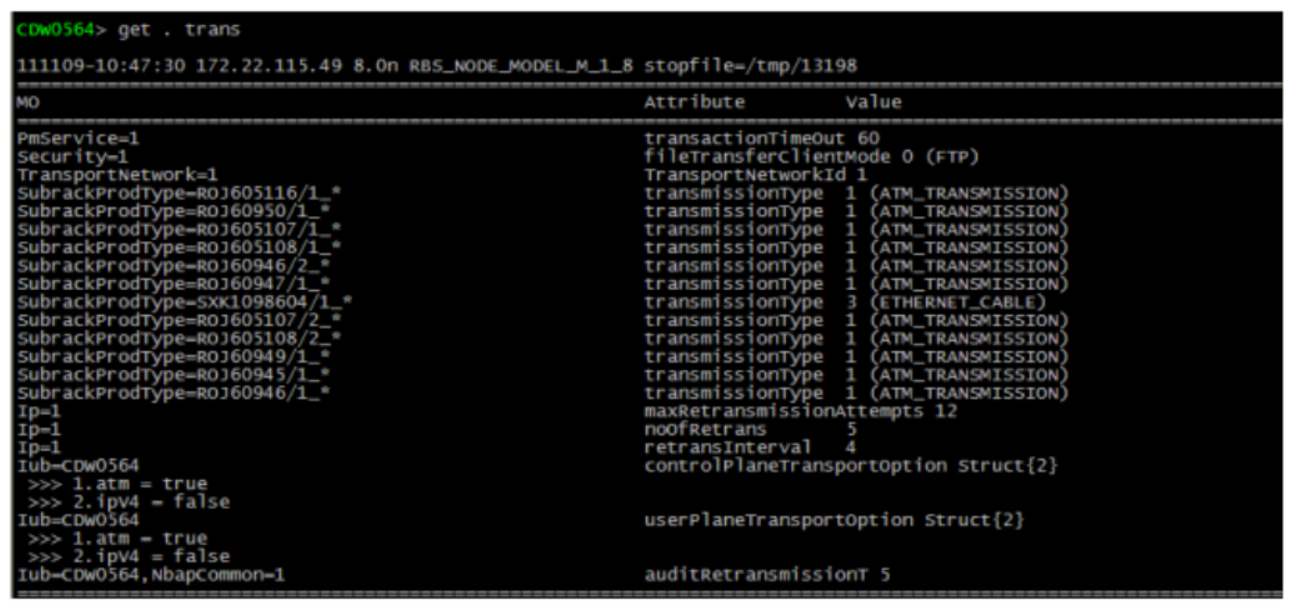 CDW0564> get . trans
111109-10:47:30 172.22.115.49 8.0n RBS_NODE_MODEL_M_1_8 stopfile=/tmp/13198
MO Attribute Value
PmService=1 transactionTimeOut 60
Security=1 fileTransferClientMode 0 (FTP)
TransportNetwork=1 TransportNetworkId 1
SubrackProdType=ROJ605116/1_* transmissionType 1 (ATM_TRANSMISSION)
SubrackProdType=ROJ60950/1_* transmissionType 1 (ATM_TRANSMISSION)
SubrackProdType=ROJ605107/1_* transmissionType 1 (ATM_TRANSMISSION)
SubrackProdType=ROJ605108/1_* transmissionType 1 (ATM_TRANSMISSION)
SubrackProdType=ROJ60946/2_* transmissionType 1 (ATM_TRANSMISSION)
SubrackProdType=ROJ60947/1_* transmissionType 1 (ATM_TRANSMISSION)
SubrackProdType=SXK1098604/1_* transmissionType 3 (ETHERNET_CABLE)
SubrackProdType=ROJ605107/2_* transmissionType 1 (ATM_TRANSMISSION)
SubrackProdType=ROJ605108/2_* transmissionType 1 (ATM_TRANSMISSION)
SubrackProdType=ROJ60949/1_* transmissionType 1 (ATM_TRANSMISSION)
SubrackProdType=ROJ60945/1_* transmissionType 1 (ATM_TRANSMISSION)
SubrackProdType=ROJ60946/1_* transmissionType 1 (ATM_TRANSMISSION)
Ip=1 maxRetransmissionAttempts 12
Ip=1 noOfRetrans 5
Ip=1 retransInterval 4
Iub=CDW0564 controlPlaneTransportOption Struct{2}
>>> 1.atm = true
>>> 2.ipV4 = false
Iub=CDW0564 userPlaneTransportOption Struct{2}
>>> 1.atm = true
>>> 2.ipV4 = false
Iub=CDW0564,NbapCommon=1 auditRetransmissionT 5